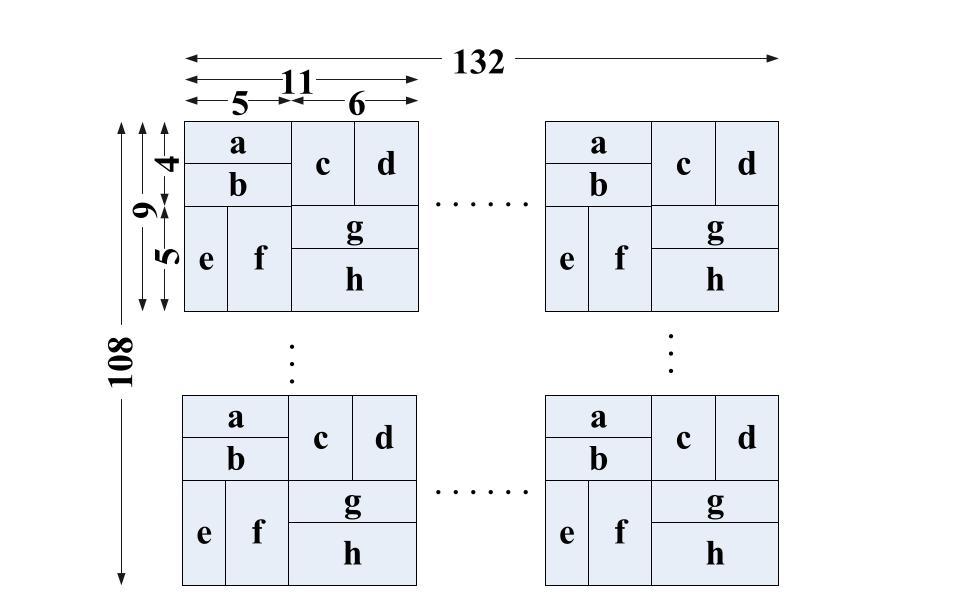 132
11
5 6
a c d a c d
4
b b
9
. . . . . .
g g
5
e f e f
h h
108
a c d a c d
b b
. . . . . .
g g
e f e f
h h